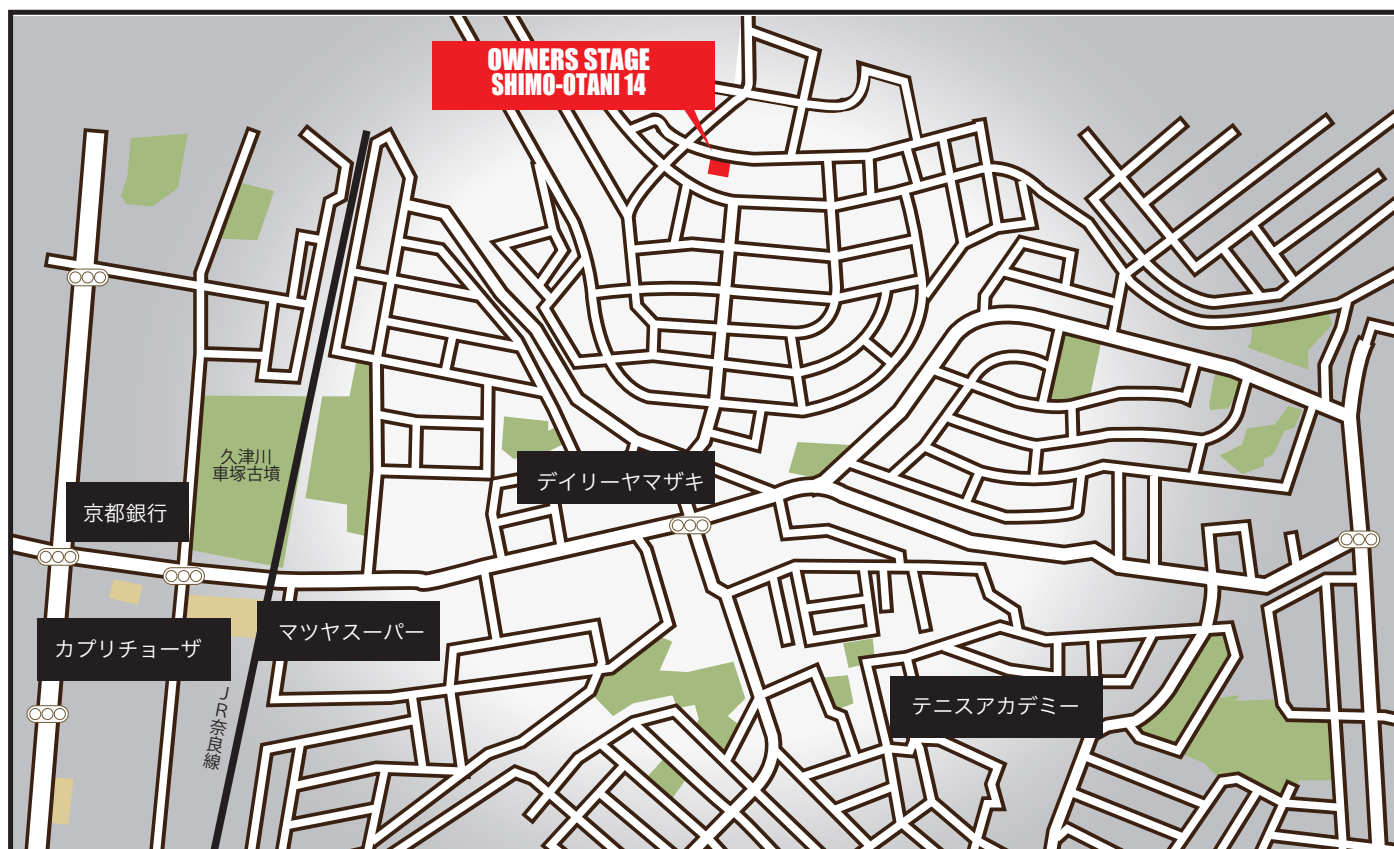 OWNERS STAGE
SHIMO-OTANI 14
久津川
車塚古墳
デイリーヤマザキ
京都銀行
マツヤスーパー
カプリチョーザ
JR奈良線
テニスアカデミー